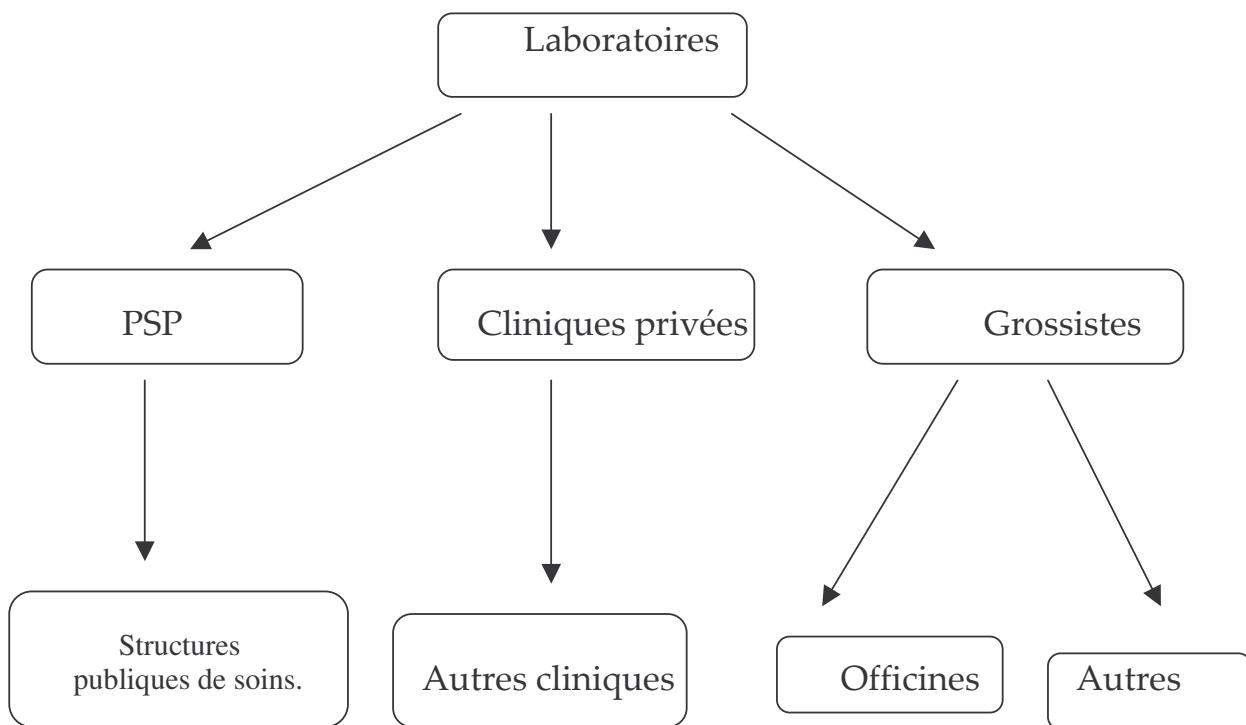 Laboratoires
PSP
Cliniques privées
Grossistes
Structures
publiques de soins.
Autres cliniques
Officines
Autres